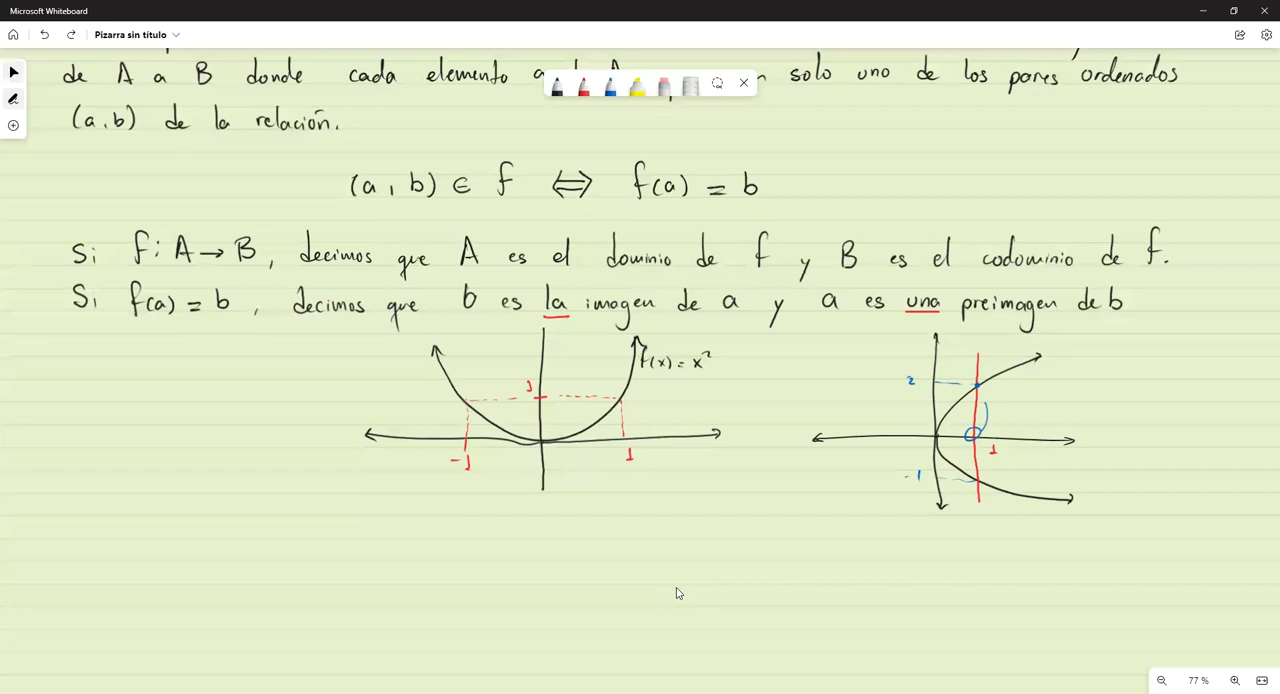 Microsoft Whiteboard
Pizarra sin título
de A a B donde cada elemento solo uno de los pares ordenados
(a,b) de la relación.
(a, b) ∈ f ⟺ f(a) = b
Si f: A → B, decimos que A es el dominio de f y B es el codominio de f.
Si f(a) = b, decimos que b es la imagen de a y a es una preimagen de b
f(x) = x²
1
-1
1
2
1
-1
77 %